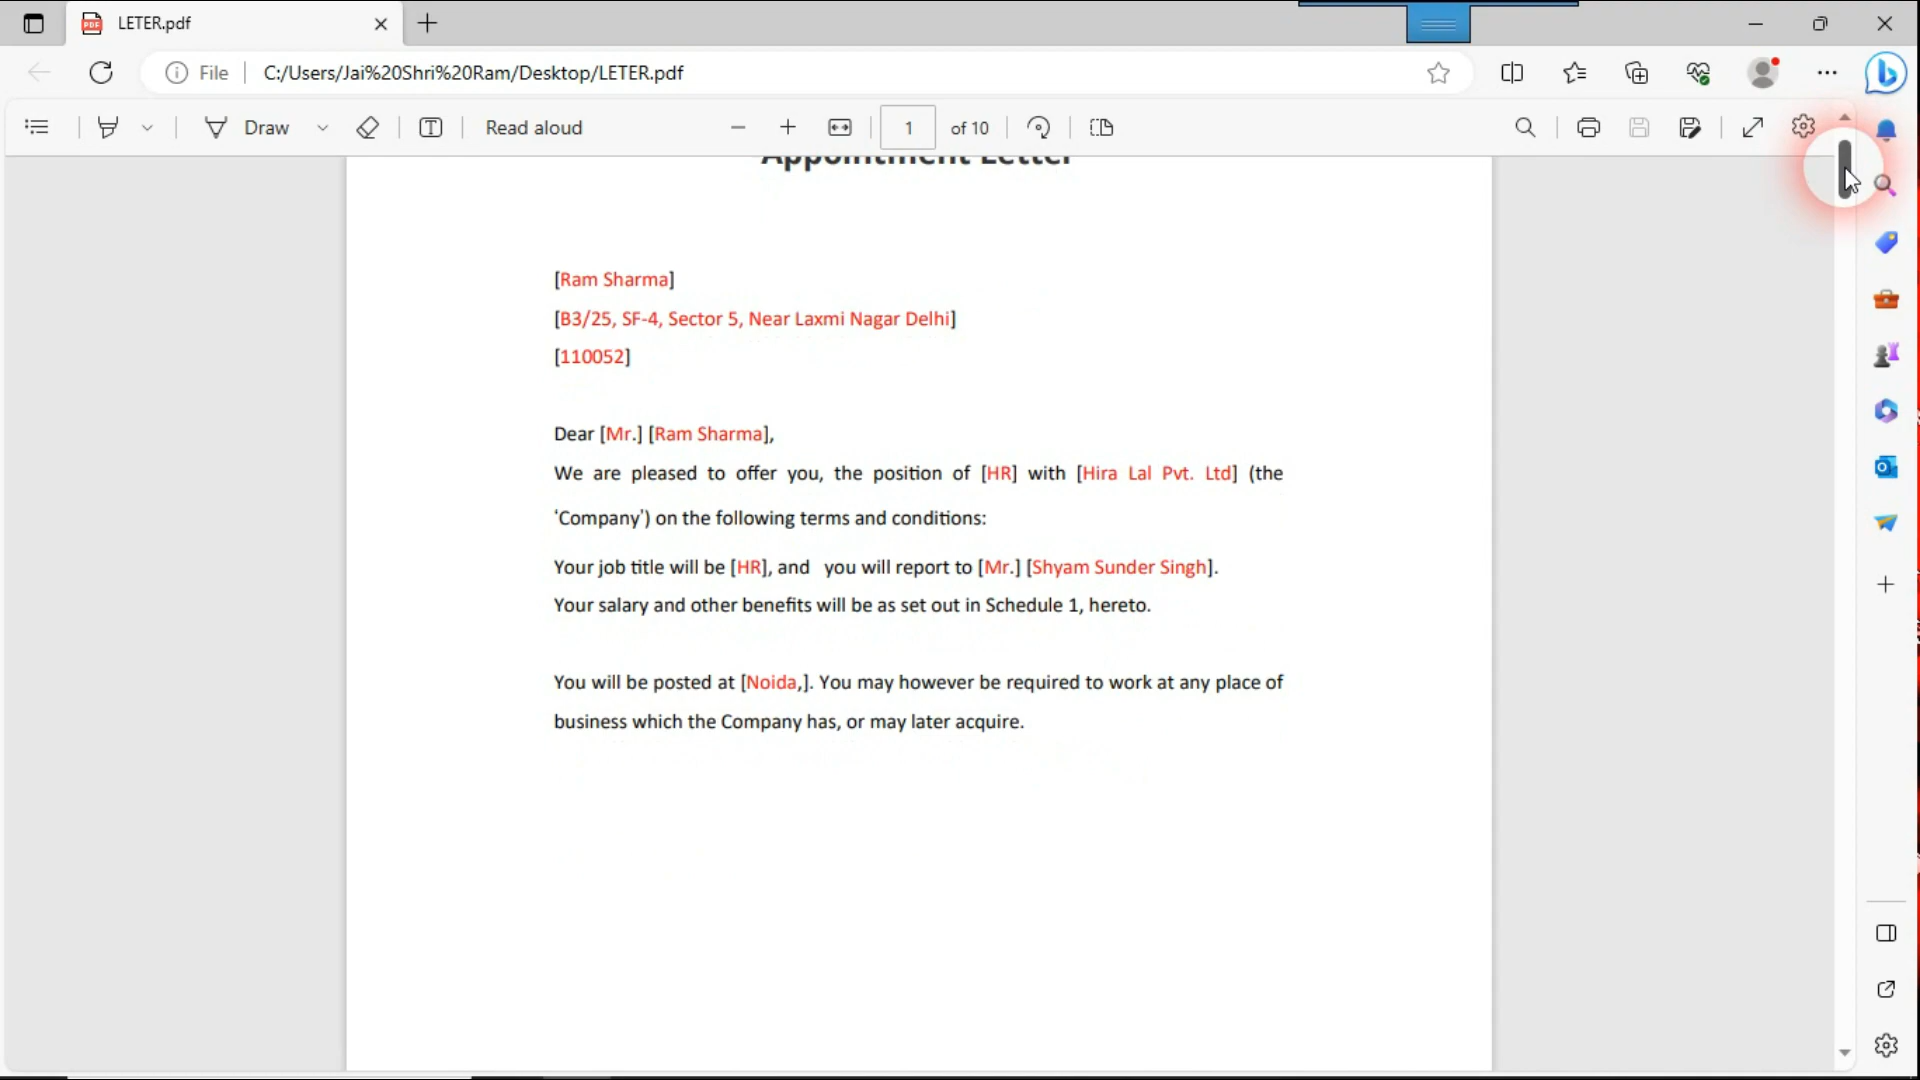 LETER.pdf
File
C:/Users/Jai%20Shri%20Ram/Desktop/LETER.pdf
Draw
Read aloud
1 of 10
Appointment Letter
[Ram Sharma]
[B3/25, SF-4, Sector 5, Near Laxmi Nagar Delhi]
[110052]
Dear [Mr.] [Ram Sharma],
We are pleased to offer you, the position of [HR] with [Hira Lal Pvt. Ltd] (the
‘Company’) on the following terms and conditions:
Your job title will be [HR], and you will report to [Mr.] [Shyam Sunder Singh].
Your salary and other benefits will be as set out in Schedule 1, hereto.
You will be posted at [Noida,]. You may however be required to work at any place of
business which the Company has, or may later acquire.